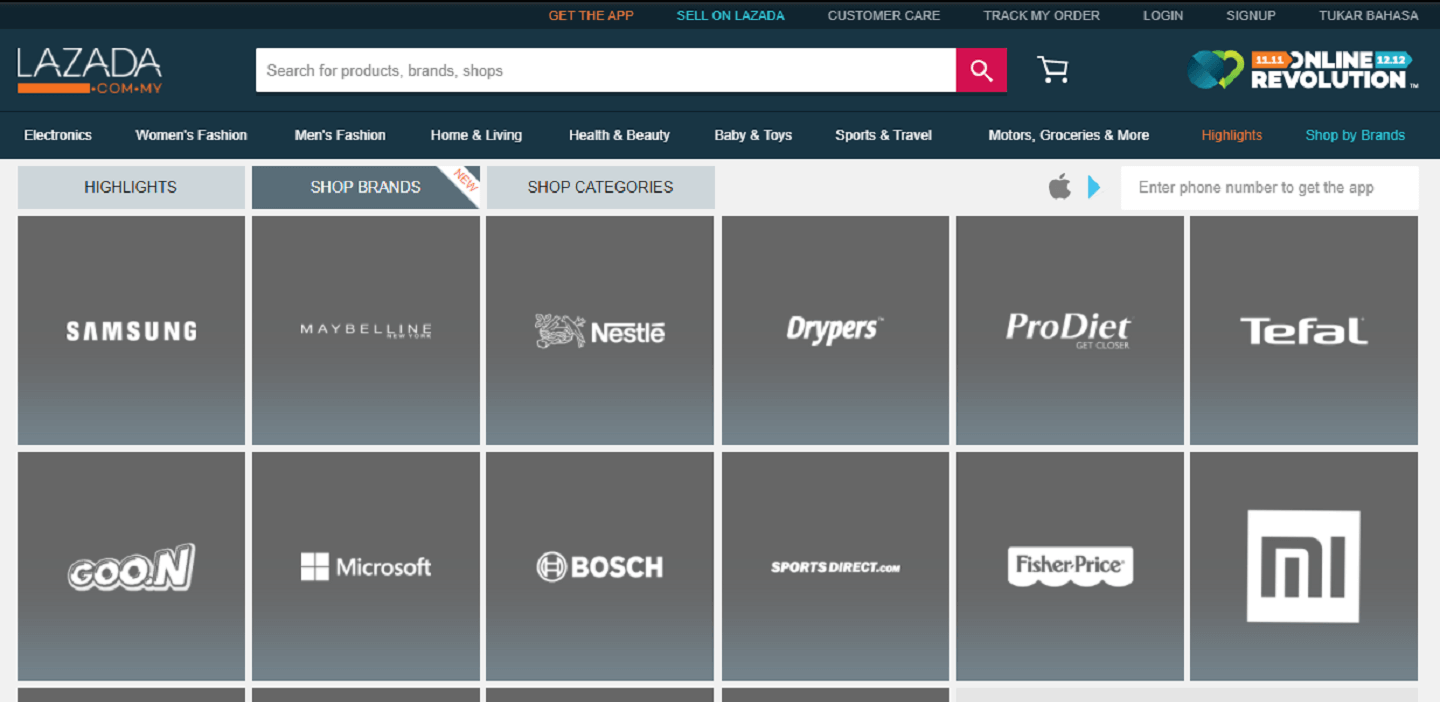 GET THE APP SELL ON LAZADA CUSTOMER CARE TRACK MY ORDER LOGIN SIGNUP TUKAR BAHASA
LAZADA
.COM.MY
Search for products, brands, shops
11.11 ONLINE 12.12
REVOLUTION TM
Electronics Women's Fashion Men's Fashion Home & Living Health & Beauty Baby & Toys Sports & Travel Motors, Groceries & More Highlights Shop by Brands
HIGHLIGHTS SHOP BRANDS NEW SHOP CATEGORIES Enter phone number to get the app
SAMSUNG
MAYBELLINE
NEW YORK
Nestlé
Drypers™
ProDiet
GET CLOSER
Tefal
GOO.N
Microsoft
BOSCH
SPORTSDIRECT.COM
Fisher-Price
MI